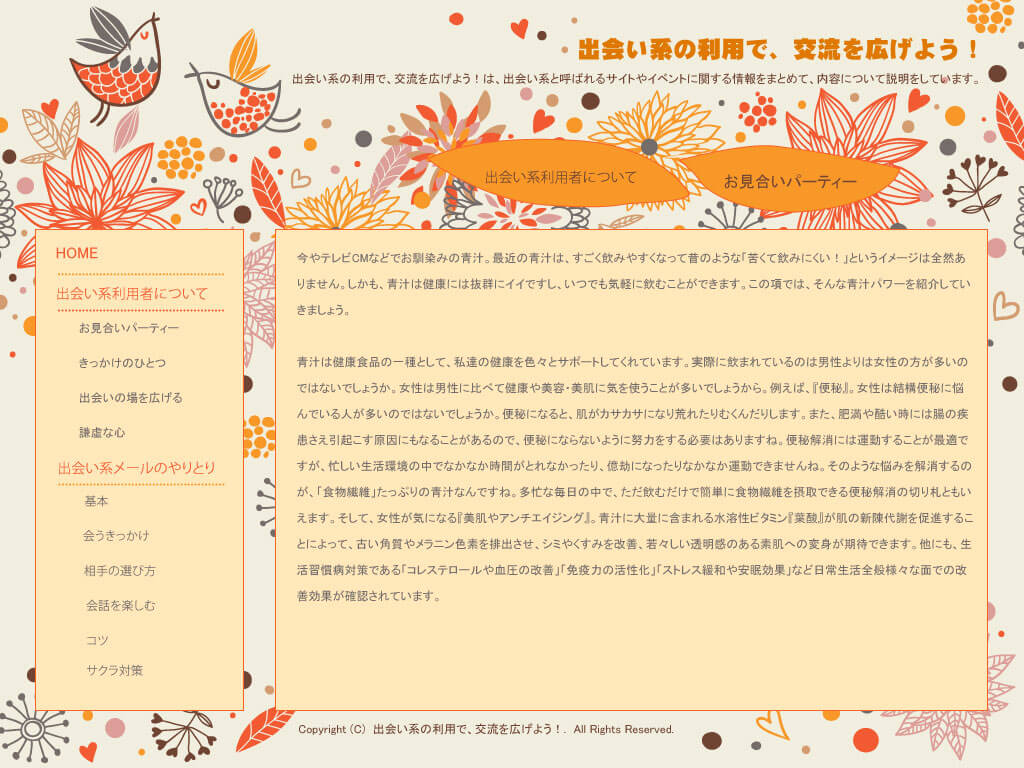 出会い系の利用で、交流を広げよう！
出会い系の利用で、交流を広げよう！は、出会い系と呼ばれるサイトやイベントに関する情報をまとめて、内容について説明をしています。
出会い系利用者について
お見合いパーティー
HOME
出会い系利用者について
お見合いパーティー
きっかけのひとつ
出会いの場を広げる
謙虚な心
出会い系メールのやりとり
基本
会うきっかけ
相手の選び方
会話を楽しむ
コツ
サクラ対策
今やテレビCMなどでお馴染みの青汁。最近の青汁は、すごく飲みやすくなって昔のような「苦くて飲みにくい！」というイメージは全然あ
りません。しかも、青汁は健康には抜群にイイですし、いつでも気軽に飲むことができます。この項では、そんな青汁パワーを紹介してい
きましょう。
青汁は健康食品の一種として、私達の健康を色々とサポートしてくれています。実際に飲まれているのは男性よりは女性の方が多いの
ではないでしょうか。女性は男性に比べて健康や美容・美肌に気を使うことが多いでしょうから。例えば、『便秘』。女性は結構便秘に悩
んでいる人が多いのではないでしょうか。便秘になると、肌がカサカサになり荒れたりむくんだりします。また、肥満や酷い時には腸の疾
患さえ引起こす原因にもなることがあるので、便秘にならないように努力をする必要はありますね。便秘解消には運動することが最適で
すが、忙しい生活環境の中でなかなか時間がとれなかったり、億劫になったりなかなか運動できませんね。そのような悩みを解消するの
が、「食物繊維」たっぷりの青汁なんですね。多忙な毎日の中で、ただ飲むだけで簡単に食物繊維を摂取できる便秘解消の切り札ともい
えます。そして、女性が気になる『美肌やアンチエイジング』。青汁に大量に含まれる水溶性ビタミン『葉酸』が肌の新陳代謝を促進するこ
とによって、古い角質やメラニン色素を排出させ、シミやくすみを改善、若々しい透明感のある素肌への変身が期待できます。他にも、生
活習慣病対策である「コレステロールや血圧の改善」「免疫力の活性化」「ストレス緩和や安眠効果」など日常生活全般様々な面での改
善効果が確認されています。
Copyright (C) 出会い系の利用で、交流を広げよう！. All Rights Reserved.